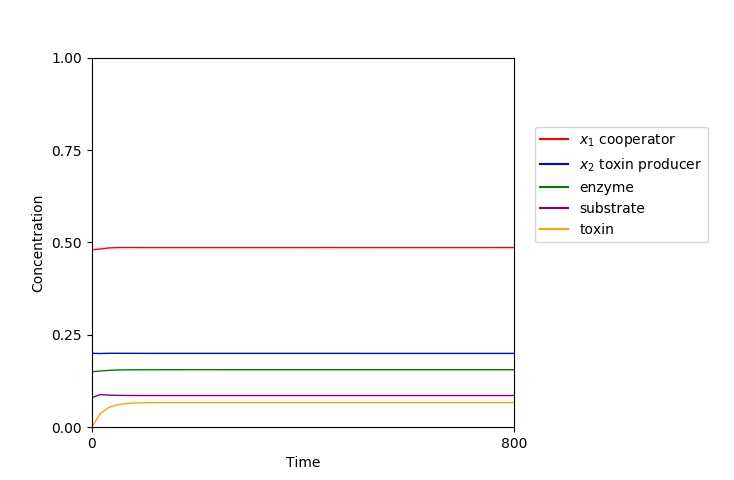 1.00
0.75
0.50
0.25
0.00
Concentration
0
800
Time
x₁ cooperator
x₂ toxin producer
enzyme
substrate
toxin